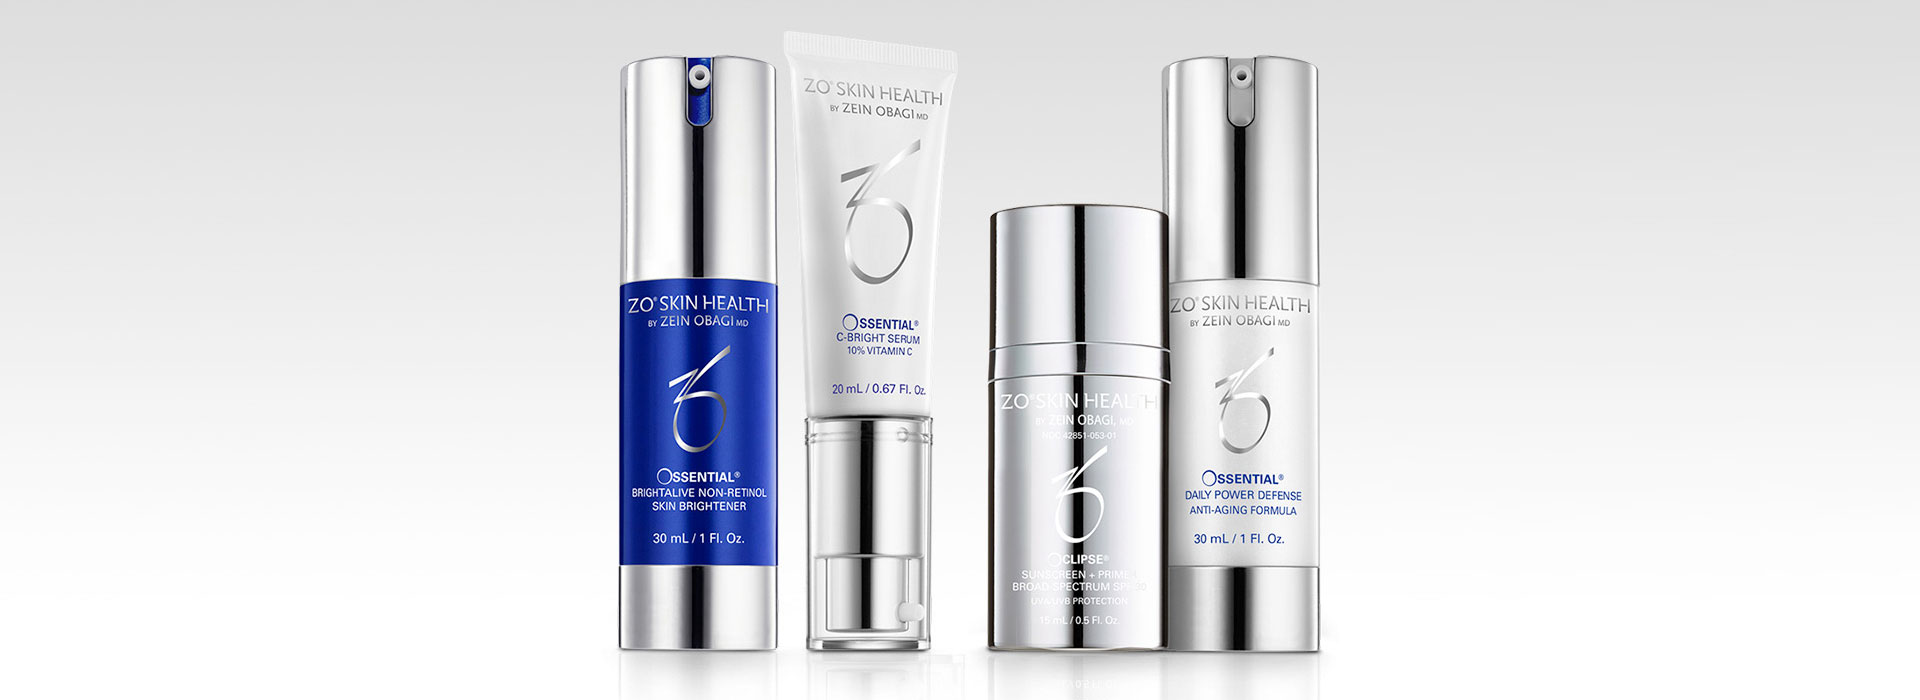 ZO® SKIN HEALTH
BY ZEIN OBAGI MD
OSSENTIAL®
BRIGHTALIVE NON-RETINOL
SKIN BRIGHTENER
30 mL / 1 Fl. Oz.
ZO® SKIN HEALTH
BY ZEIN OBAGI MD
OSSENTIAL®
C-BRIGHT SERUM
10% VITAMIN C
20 mL / 0.67 Fl. Oz.
ZO® SKIN HEALTH
BY ZEIN OBAGI, MD
NDC 42851-053-01
OCLIPSE®
SUNSCREEN + PRIMER
BROAD SPECTRUM SPF 30
UVA/UVB PROTECTION
15 mL / 0.5 Fl. Oz.
ZO® SKIN HEALTH
BY ZEIN OBAGI MD
OSSENTIAL®
DAILY POWER DEFENSE
ANTI-AGING FORMULA
30 mL / 1 Fl. Oz.